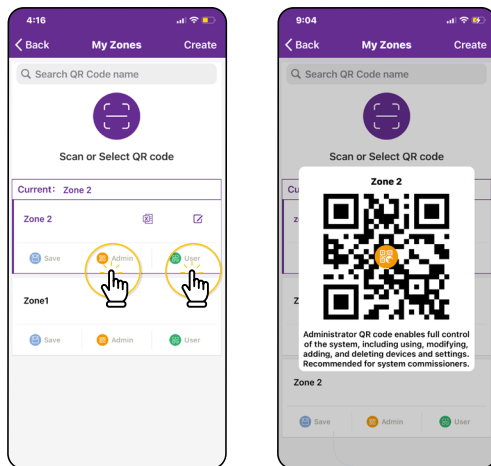 4:16
Back My Zones Create
Search QR Code name
Scan or Select QR code
Current: Zone 2
Zone 2
Save Admin User
Zone1
Save Admin User
9:04
Back My Zones Create
Search QR Code name
Scan or Select QR code
Cu
Zone 2
Administrator QR code enables full control
of the system, including using, modifying,
adding, and deleting devices and settings.
Recommended for system commissioners.
Zone 2
Save Admin User